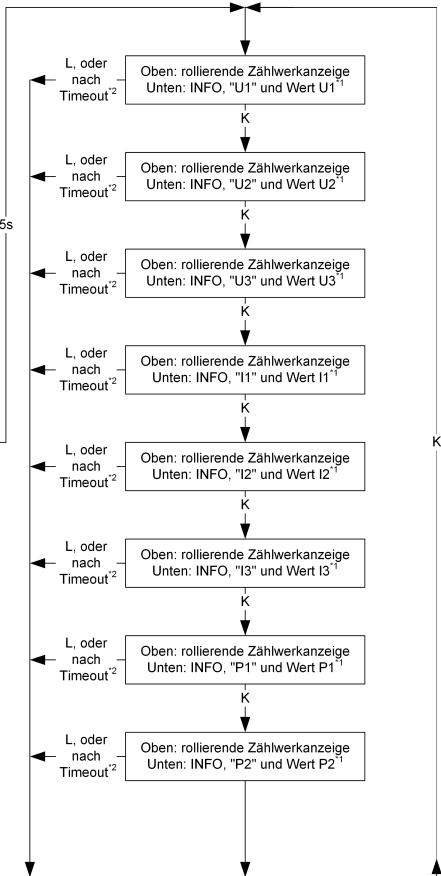 L, oder
nach
Timeout*2
Oben: rollierende Zählwerkanzeige
Unten: INFO, "U1" und Wert U1*1
K
L, oder
nach
Timeout*2
Oben: rollierende Zählwerkanzeige
Unten: INFO, "U2" und Wert U2*1
K
5s
L, oder
nach
Timeout*2
Oben: rollierende Zählwerkanzeige
Unten: INFO, "U3" und Wert U3*1
K
L, oder
nach
Timeout*2
Oben: rollierende Zählwerkanzeige
Unten: INFO, "I1" und Wert I1*1
K
K
L, oder
nach
Timeout*2
Oben: rollierende Zählwerkanzeige
Unten: INFO, "I2" und Wert I2*1
K
L, oder
nach
Timeout*2
Oben: rollierende Zählwerkanzeige
Unten: INFO, "I3" und Wert I3*1
K
L, oder
nach
Timeout*2
Oben: rollierende Zählwerkanzeige
Unten: INFO, "P1" und Wert P1*1
K
L, oder
nach
Timeout*2
Oben: rollierende Zählwerkanzeige
Unten: INFO, "P2" und Wert P2*1